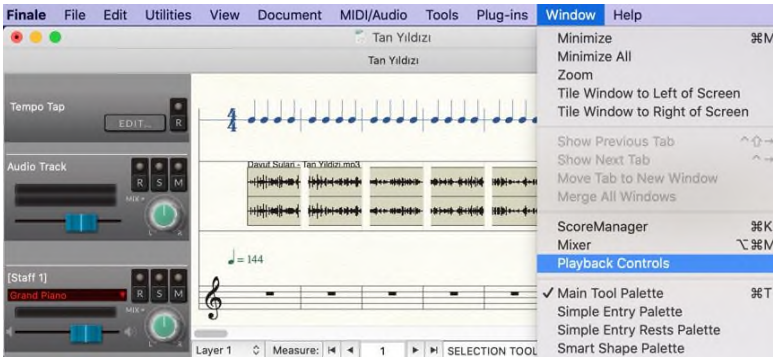 Finale File Edit Utilities View Document MIDI/Audio Tools Plug-ins Window Help
Tan Yıldızı
Tan Yıldızı
Tempo Tap
EDIT... R
Audio Track
R S M
MIX
L R
Davut Sulari - Tan Yildizi.mp3
= 144
[Staff 1]
Grand Piano
R S M
MIX
Layer 1 Measure: 1 SELECTION TOOL
Minimize ⌘M
Minimize All
Zoom
Tile Window to Left of Screen
Tile Window to Right of Screen
Show Previous Tab
Show Next Tab
Move Tab to New Window
Merge All Windows
ScoreManager ⌘K
Mixer ⌥⌘M
Playback Controls
✓ Main Tool Palette ⌘T
Simple Entry Palette
Simple Entry Rests Palette
Smart Shape Palette